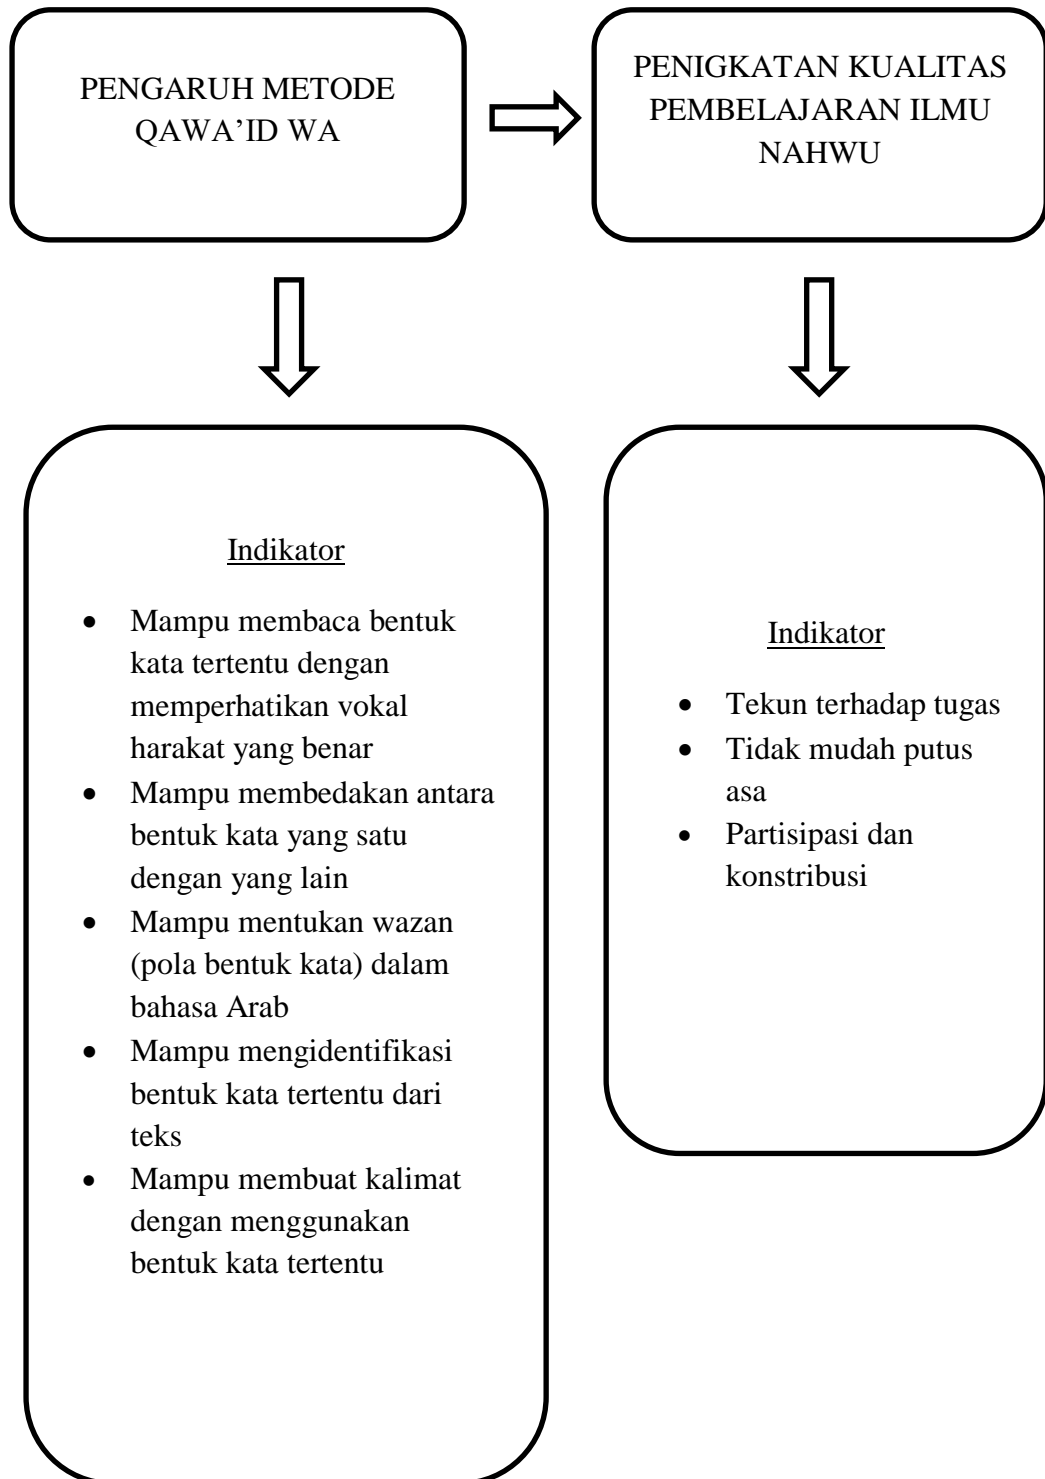 PENGARUH METODE
QAWA’ID WA
PENIGKATAN KUALITAS
PEMBELAJARAN ILMU
NAHWU
Indikator
• Mampu membaca bentuk
kata tertentu dengan
memperhatikan vokal
harakat yang benar
• Mampu membedakan antara
bentuk kata yang satu
dengan yang lain
• Mampu mentukan wazan
(pola bentuk kata) dalam
bahasa Arab
• Mampu mengidentifikasi
bentuk kata tertentu dari
teks
• Mampu membuat kalimat
dengan menggunakan
bentuk kata tertentu
Indikator
• Tekun terhadap tugas
• Tidak mudah putus
asa
• Partisipasi dan
konstribusi